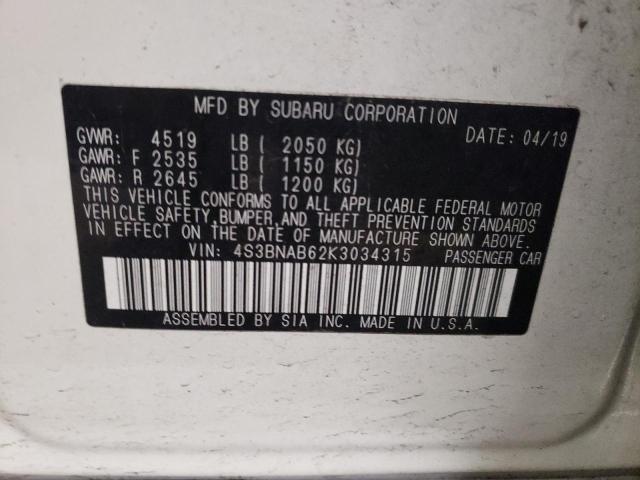 MFD BY SUBARU CORPORATION
GVWR: 4519 LB ( 2050 KG) DATE: 04/19
GAWR: F 2535 LB ( 1150 KG)
GAWR: R 2645 LB ( 1200 KG)
THIS VEHICLE CONFORMS TO ALL APPLICABLE FEDERAL MOTOR
VEHICLE SAFETY, BUMPER, AND THEFT PREVENTION STANDARDS
IN EFFECT ON THE DATE OF MANUFACTURE SHOWN ABOVE.
VIN: 4S3BNAB62K3034315 PASSENGER CAR
ASSEMBLED BY SIA INC. MADE IN U.S.A.